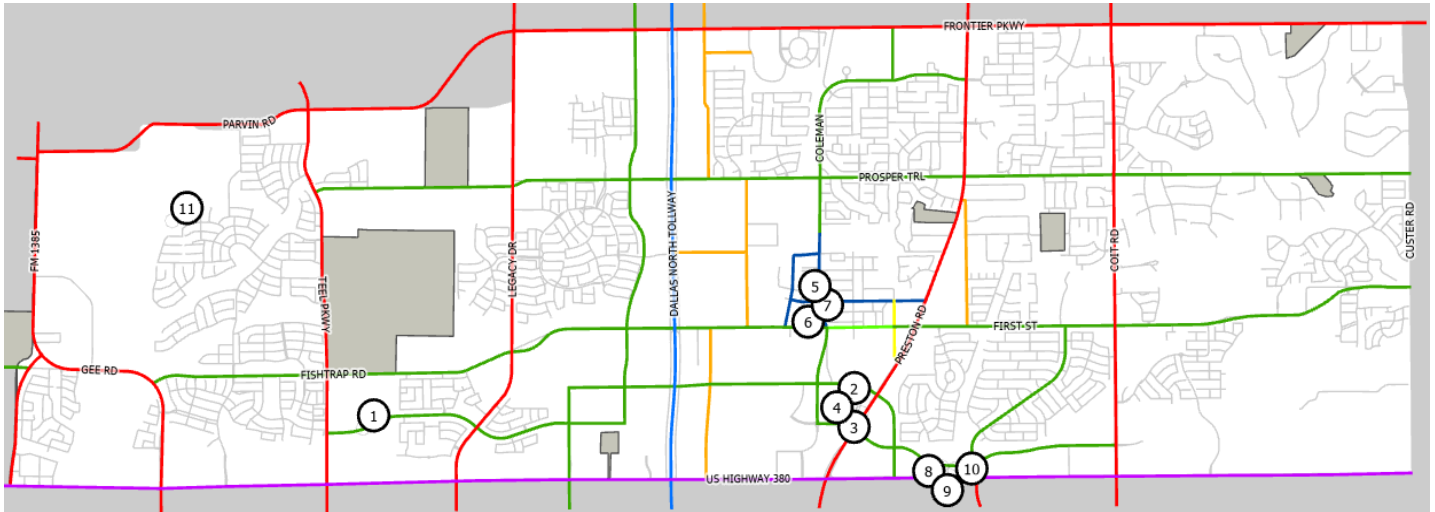 FRONTIER PKWY
PARVIN RD
COLEMAN
PROSPER TRL
11
FM 1385
TEEL PKWY
LEGACY DR
DALLAS NORTH TOLLWAY
COIT RD
CUSTER RD
5
7
6
FIRST ST
PRESTON RD
GEE RD
FISHTRAP RD
2
4
1
3
8
10
9
US HIGHWAY 380